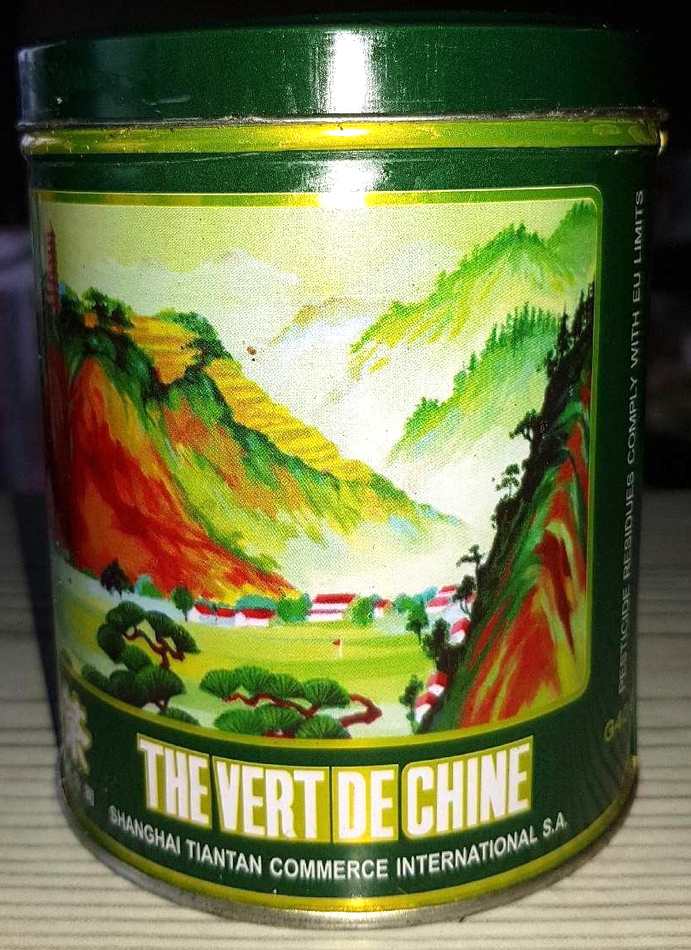 THE VERT DE CHINE
SHANGHAI TIANTAN COMMERCE INTERNATIONAL S.A.
PESTICIDE RESIDUES COMPLY WITH EU LIMITS